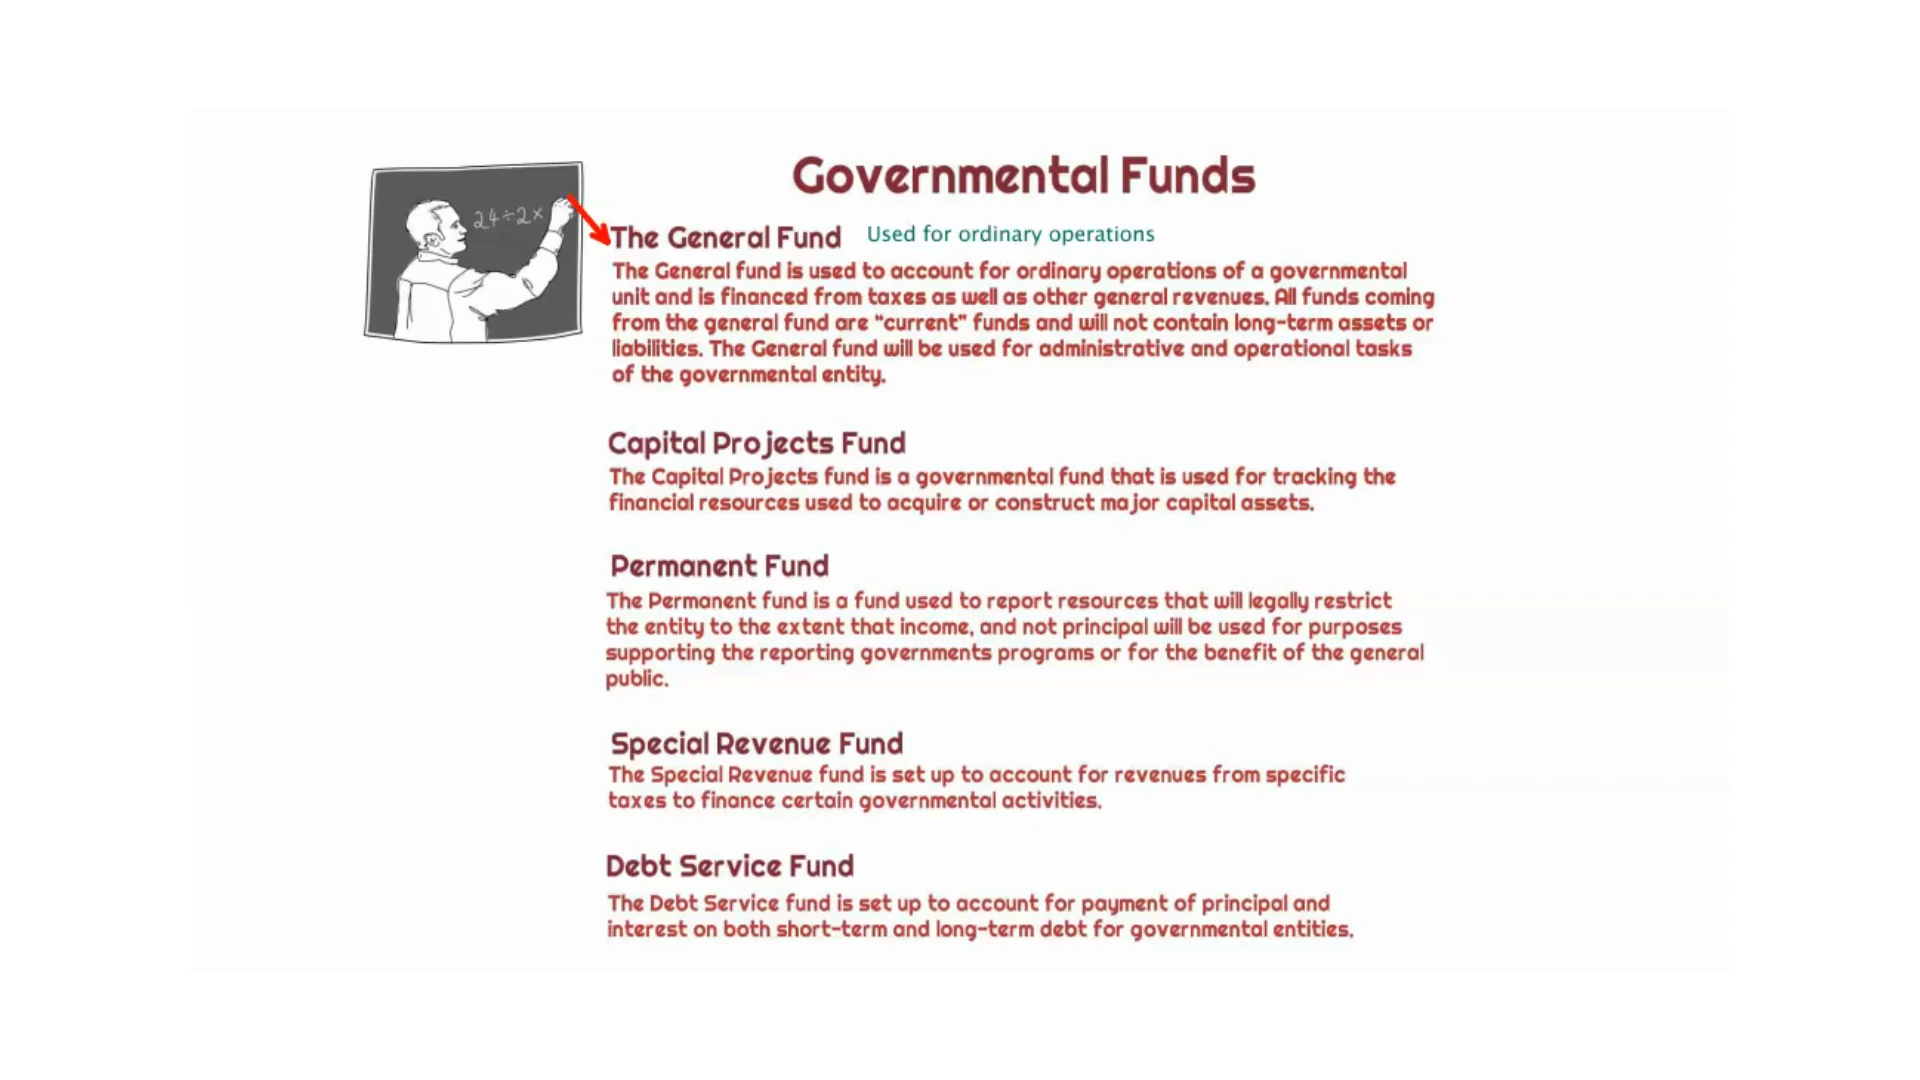 Governmental Funds
24÷2×
The General Fund Used for ordinary operations
The General fund is used to account for ordinary operations of a governmental
unit and is financed from taxes as well as other general revenues. All funds coming
from the general fund are “current” funds and will not contain long-term assets or
liabilities. The General fund will be used for administrative and operational tasks
of the governmental entity.
Capital Projects Fund
The Capital Projects fund is a governmental fund that is used for tracking the
financial resources used to acquire or construct major capital assets.
Permanent Fund
The Permanent fund is a fund used to report resources that will legally restrict
the entity to the extent that income, and not principal will be used for purposes
supporting the reporting governments programs or for the benefit of the general
public.
Special Revenue Fund
The Special Revenue fund is set up to account for revenues from specific
taxes to finance certain governmental activities.
Debt Service Fund
The Debt Service fund is set up to account for payment of principal and
interest on both short-term and long-term debt for governmental entities.